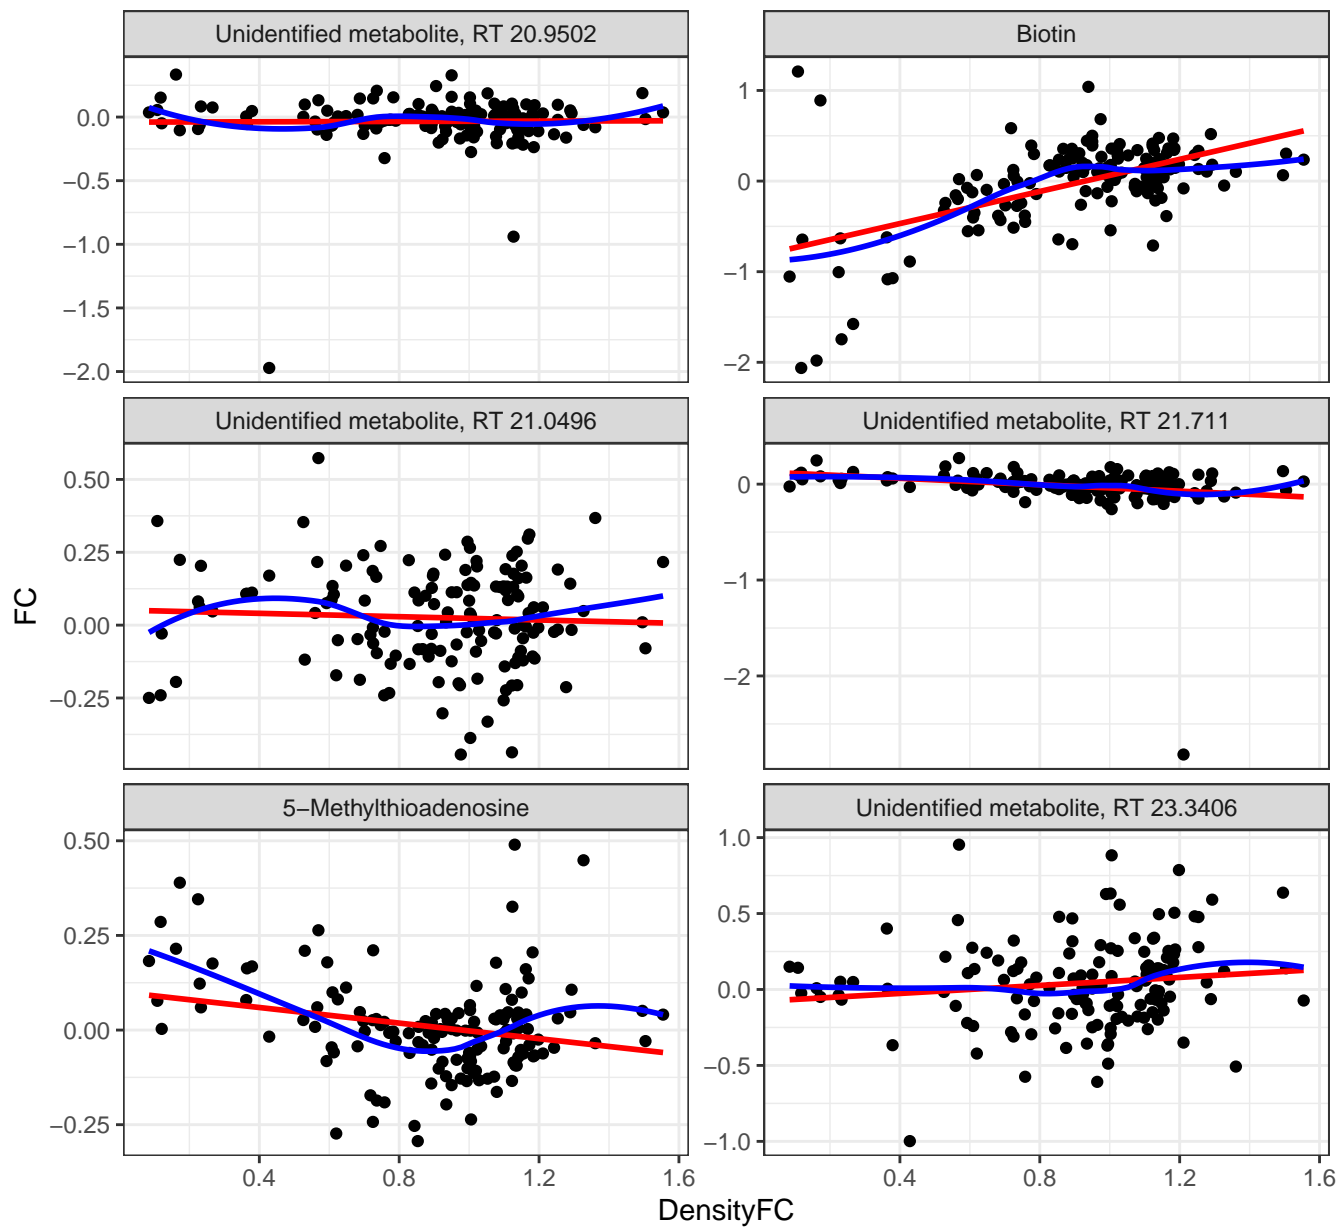 Unidentified metabolite, RT 20.9502
Biotin
0.0
−0.5
−1.0
−1.5
−2.0
1
0
−1
−2
Unidentified metabolite, RT 21.0496
Unidentified metabolite, RT 21.711
0.50
0.25
0.00
−0.25
0
−1
−2
5−Methylthioadenosine
Unidentified metabolite, RT 23.3406
0.50
0.25
0.00
−0.25
1.0
0.5
0.0
−0.5
−1.0
0.4 0.8 1.2 1.6
0.4 0.8 1.2 1.6
DensityFC
FC